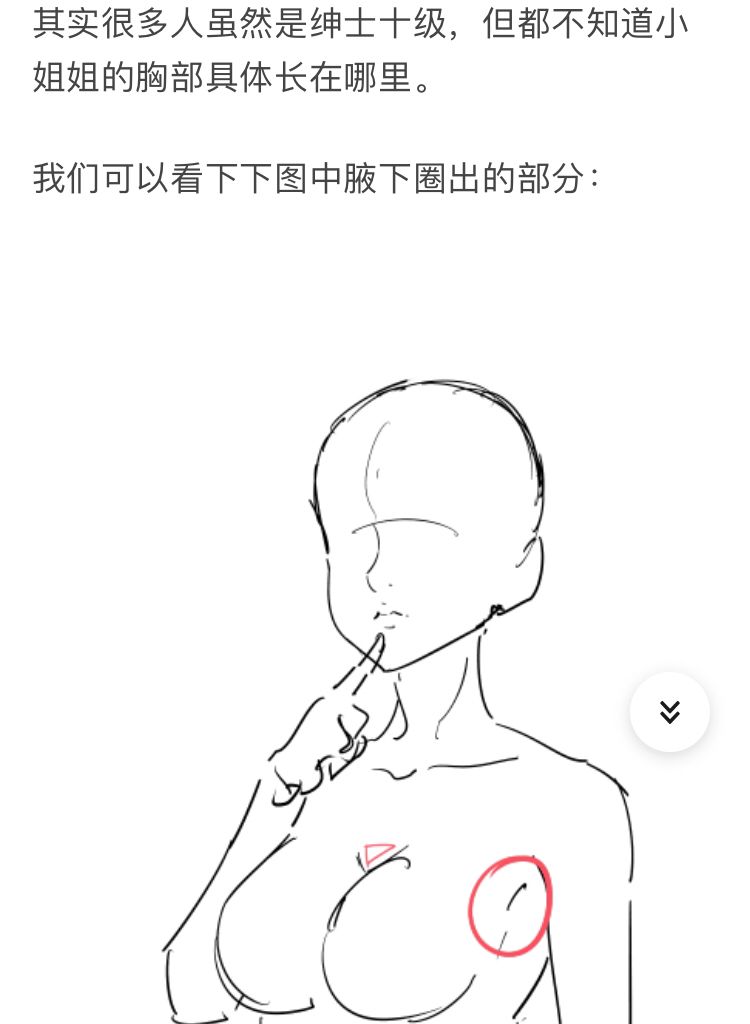 其实很多人虽然是绅士十级，但都不知道小
姐姐的胸部具体长在哪里。
我们可以看下下图中腋下圈出的部分：